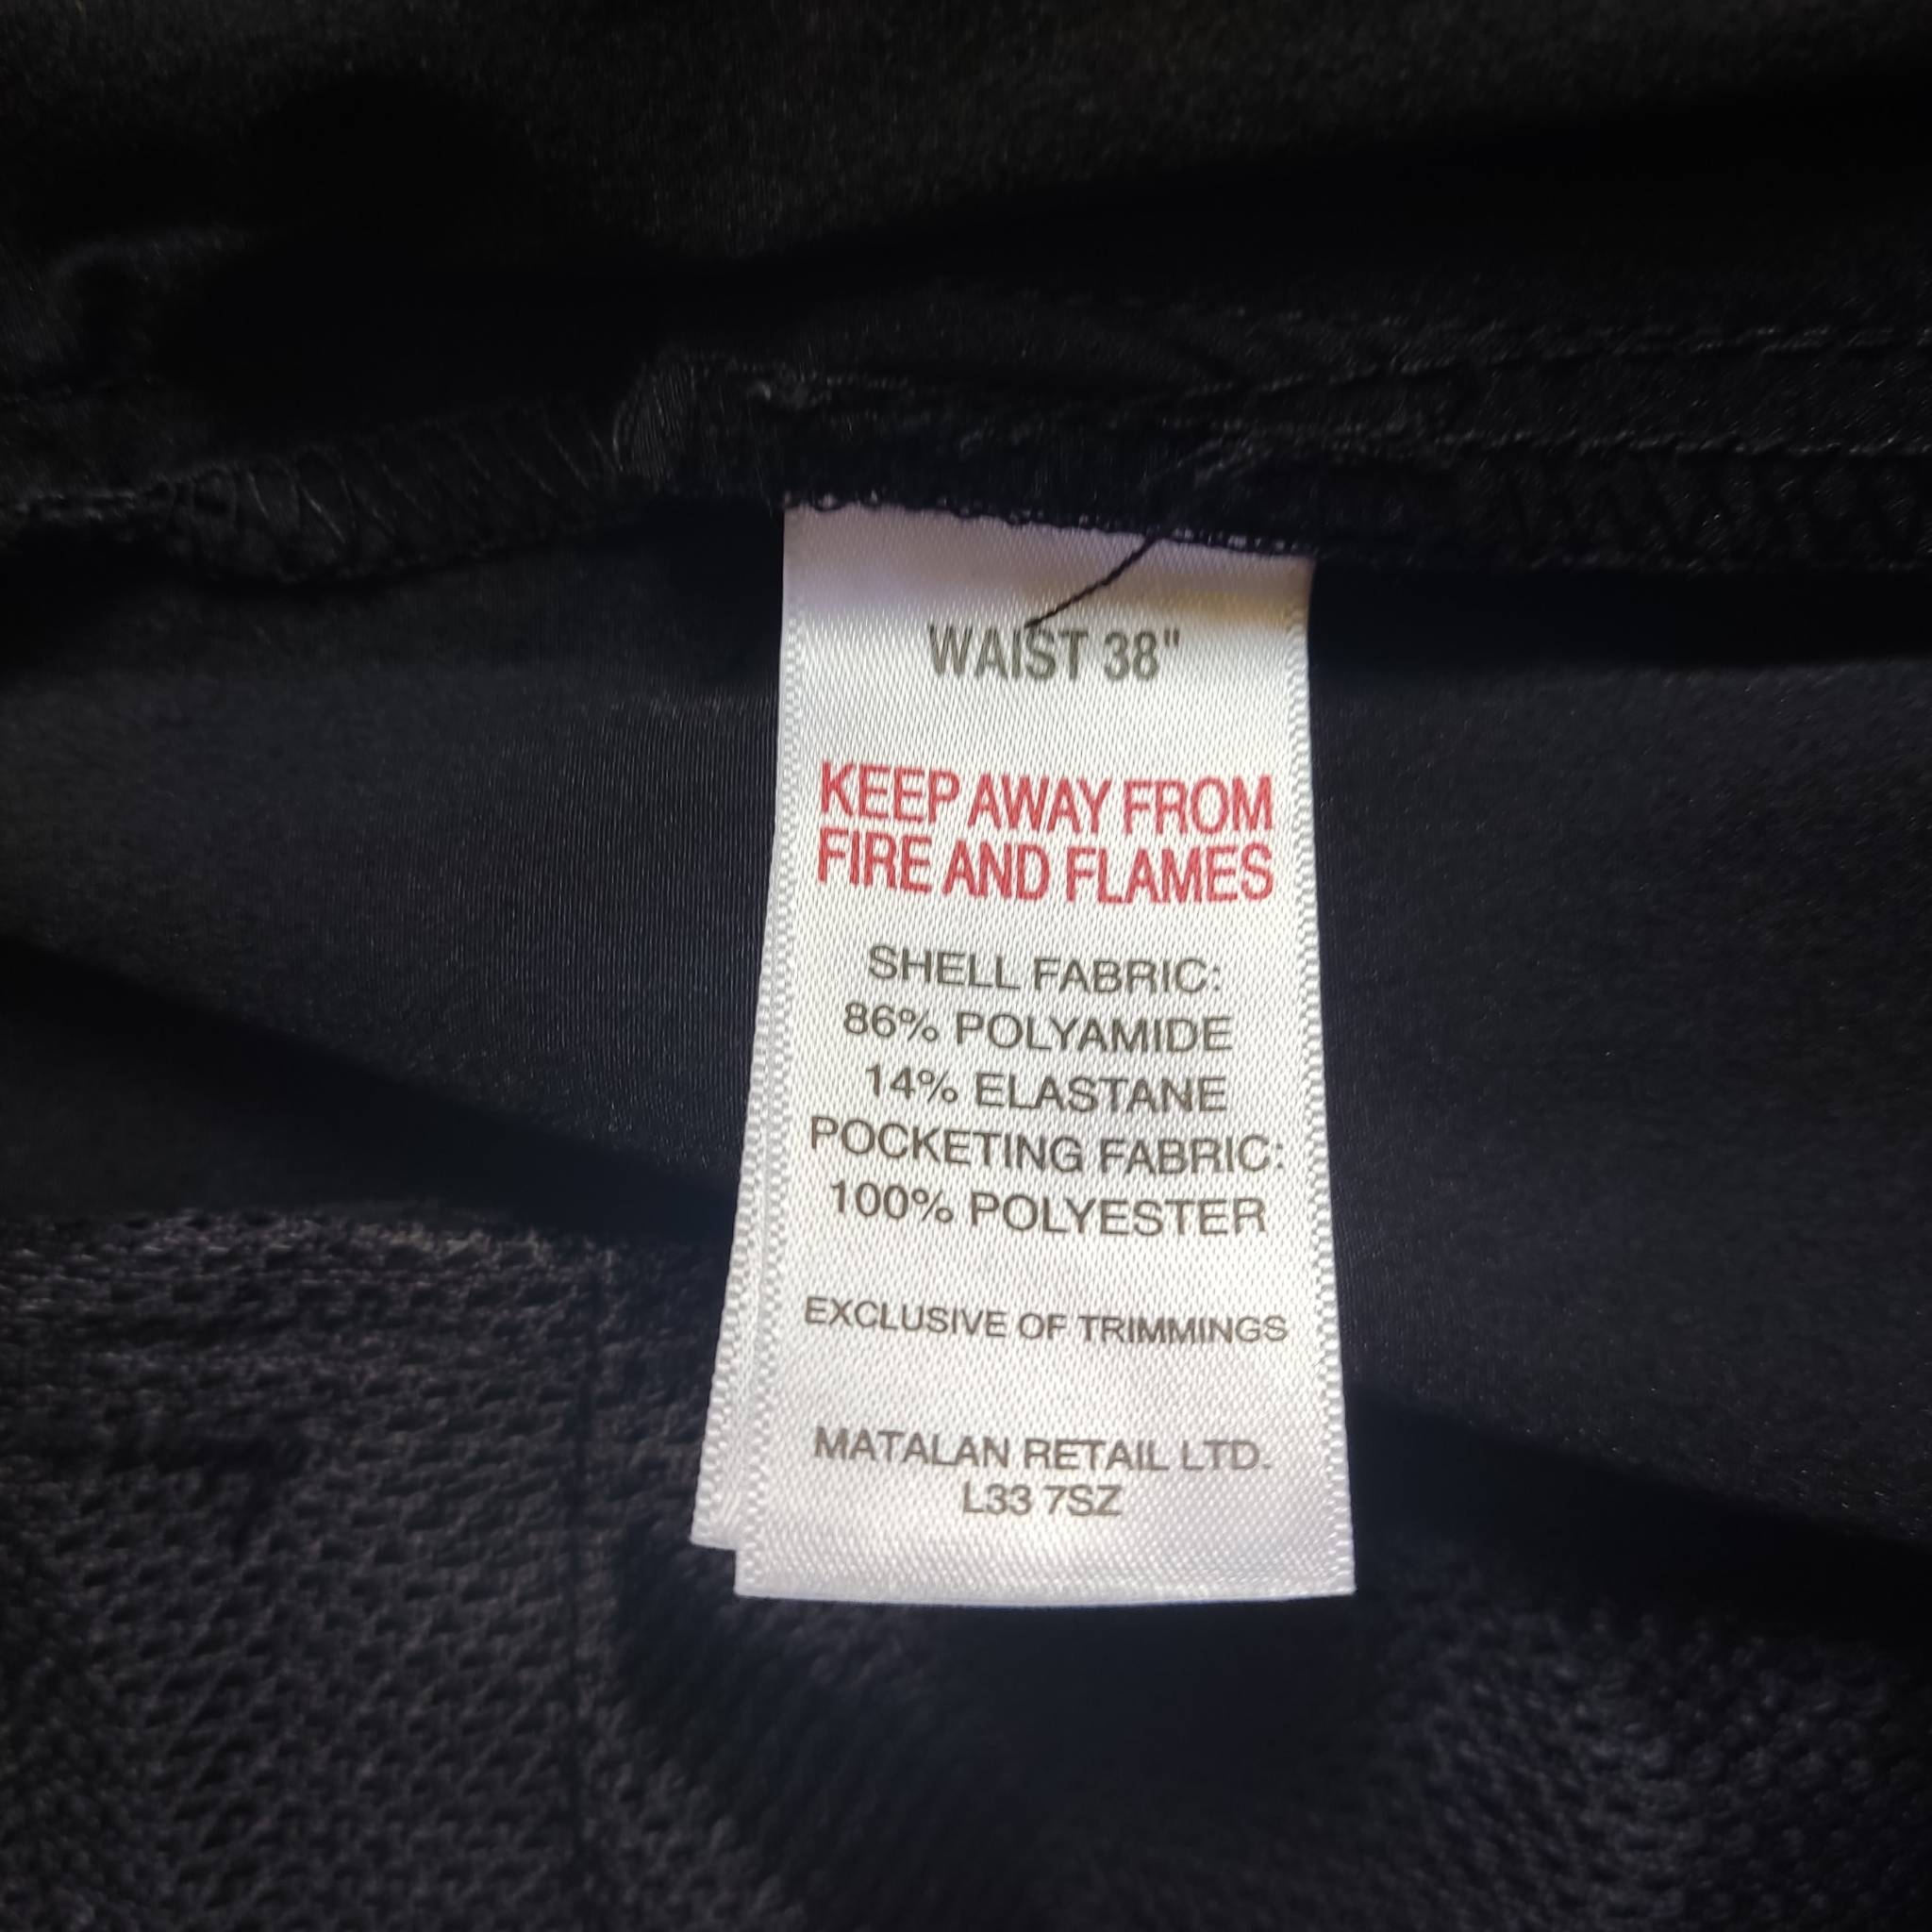 WAIST 38"
KEEP AWAY FROM
FIRE AND FLAMES
SHELL FABRIC:
86% POLYAMIDE
14% ELASTANE
POCKETING FABRIC:
100% POLYESTER
EXCLUSIVE OF TRIMMINGS
MATALAN RETAIL LTD.
L33 7SZ